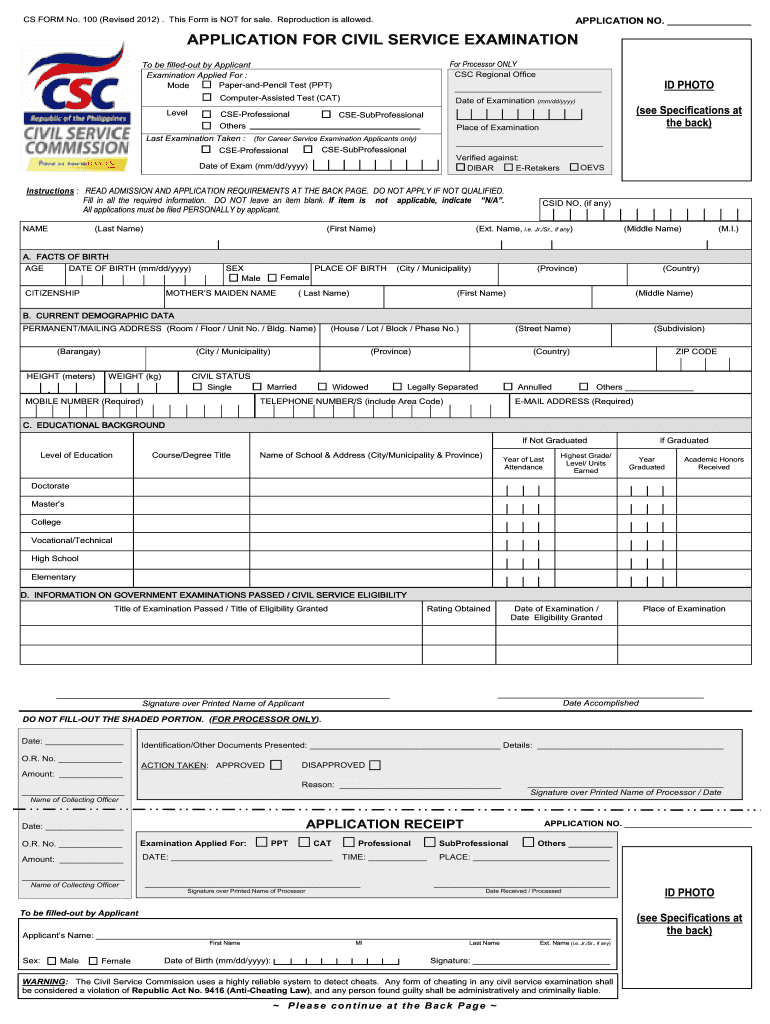 CS FORM No. 100 (Revised 2012) . This Form is NOT for sale. Reproduction is allowed.
APPLICATION NO. _______________
APPLICATION FOR CIVIL SERVICE EXAMINATION
CSC
Republic of the Philippines
CIVIL SERVICE
COMMISSION
To be filled-out by Applicant
Examination Applied For :
Mode Paper-and-Pencil Test (PPT)
Computer-Assisted Test (CAT)
Level CSE-Professional CSE-SubProfessional
Others _______________
Last Examination Taken : (for Career Service Examination Applicants only)
CSE-Professional CSE-SubProfessional
Date of Exam (mm/dd/yyyy)
For Processor ONLY
CSC Regional Office
_______________
Date of Examination (mm/dd/yyyy)
Place of Examination
_______________
Verified against:
DIBAR E-Retakers OEVS
ID PHOTO
(see Specifications at
the back)
Instructions : READ ADMISSION AND APPLICATION REQUIREMENTS AT THE BACK PAGE. DO NOT APPLY IF NOT QUALIFIED.
Fill in all the required information. DO NOT leave an item blank. If item is not applicable, indicate “N/A”.
All applications must be filed PERSONALLY by applicant.
CSID NO. (if any)
NAME (Last Name) (First Name) (Ext. Name, i.e. Jr./Sr., if any) (Middle Name) (M.I.)
A. FACTS OF BIRTH
AGE DATE OF BIRTH (mm/dd/yyyy) SEX PLACE OF BIRTH (City / Municipality) (Province) (Country)
Male Female
CITIZENSHIP MOTHER'S MAIDEN NAME ( Last Name) (First Name) (Middle Name)
B. CURRENT DEMOGRAPHIC DATA
PERMANENT/MAILING ADDRESS (Room / Floor / Unit No. / Bldg. Name) (House / Lot / Block / Phase No.) (Street Name) (Subdivision)
(Barangay) (City / Municipality) (Province) (Country) ZIP CODE
HEIGHT (meters) WEIGHT (kg) CIVIL STATUS
. Single Married Widowed Legally Separated Annulled Others _______________
MOBILE NUMBER (Required) TELEPHONE NUMBER/S (include Area Code) E-MAIL ADDRESS (Required)
C. EDUCATIONAL BACKGROUND
Level of Education Course/Degree Title Name of School & Address (City/Municipality & Province) If Not Graduated If Graduated
Year of Last Attendance Highest Grade/ Level/ Units Earned Year Graduated Academic Honors Received
Doctorate
Master's
College
Vocational/Technical
High School
Elementary
D. INFORMATION ON GOVERNMENT EXAMINATIONS PASSED / CIVIL SERVICE ELIGIBILITY
Title of Examination Passed / Title of Eligibility Granted Rating Obtained Date of Examination / Date Eligibility Granted Place of Examination
_______________
Signature over Printed Name of Applicant
_______________
Date Accomplished
DO NOT FILL-OUT THE SHADED PORTION. (FOR PROCESSOR ONLY).
Date: _______________
O.R. No. _______________
Amount: _______________
_______________
Name of Collecting Officer
Identification/Other Documents Presented: _______________ Details: _______________
ACTION TAKEN: APPROVED DISAPPROVED
Reason: _______________
_______________
Signature over Printed Name of Processor / Date
Date: _______________
O.R. No. _______________
Amount: _______________
_______________
Name of Collecting Officer
APPLICATION RECEIPT
APPLICATION NO. _______________
Examination Applied For: PPT CAT Professional SubProfessional Others _______________
DATE: _______________ TIME: _______________ PLACE: _______________
_______________
Signature over Printed Name of Processor
_______________
Date Received / Processed
ID PHOTO
(see Specifications at
the back)
To be filled-out by Applicant
Applicant's Name: _______________
First Name MI Last Name Ext. Name (i.e. Jr./Sr., if any)
Sex: Male Female Date of Birth (mm/dd/yyyy): Signature: _______________
WARNING: The Civil Service Commission uses a highly reliable system to detect cheats. Any form of cheating in any civil service examination shall
be considered a violation of Republic Act No. 9416 (Anti-Cheating Law), and any person found guilty shall be administratively and criminally liable.
~ Please continue at the Back Page ~